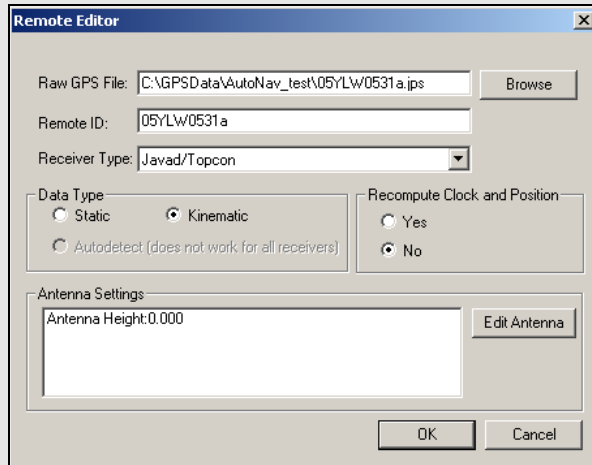 Remote Editor
Raw GPS File: C:\GPSData\AutoNav_test\05YLW0531a.jps Browse
Remote ID: 05YLW0531a
Receiver Type: Javad/Topcon
Data Type
Static Kinematic
Autodetect (does not work for all receivers)
Recompute Clock and Position
Yes
No
Antenna Settings
Antenna Height:0.000
Edit Antenna
OK Cancel